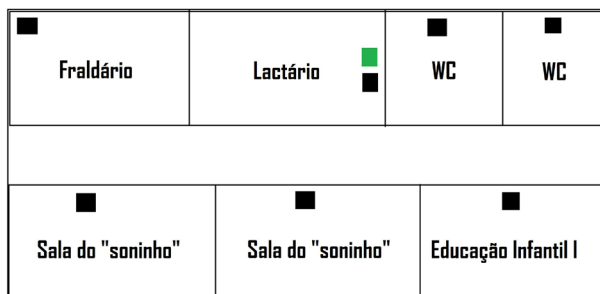 Fraldário
Lactário
WC
WC
Sala do "soninho"
Sala do "soninho"
Educação Infantil I